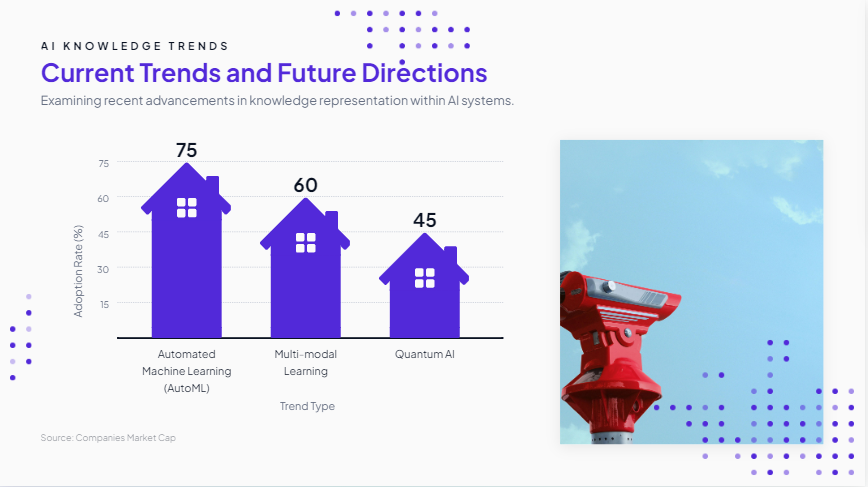 AI KNOWLEDGE TRENDS
Current Trends and Future Directions
Examining recent advancements in knowledge representation within AI systems.
Adoption Rate (%)
75
60
45
30
15
75
60
45
Automated
Machine Learning
(AutoML)
Multi-modal
Learning
Quantum AI
Trend Type
Source: Companies Market Cap